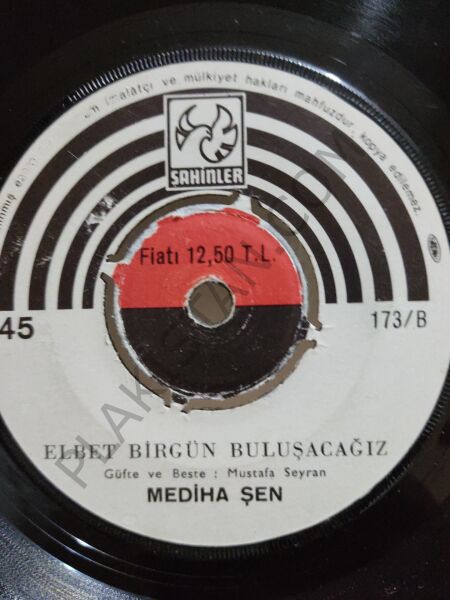 imalatçı ve mülkiyet hakları mahfuzdur, kopya edilemez.
ŞAHİNLER
Fiatı 12,50 T.L.
45
173/B
ELBET BİRGÜN BULUŞACAĞIZ
Güfte ve Beste : Mustafa Seyran
MEDİHA ŞEN